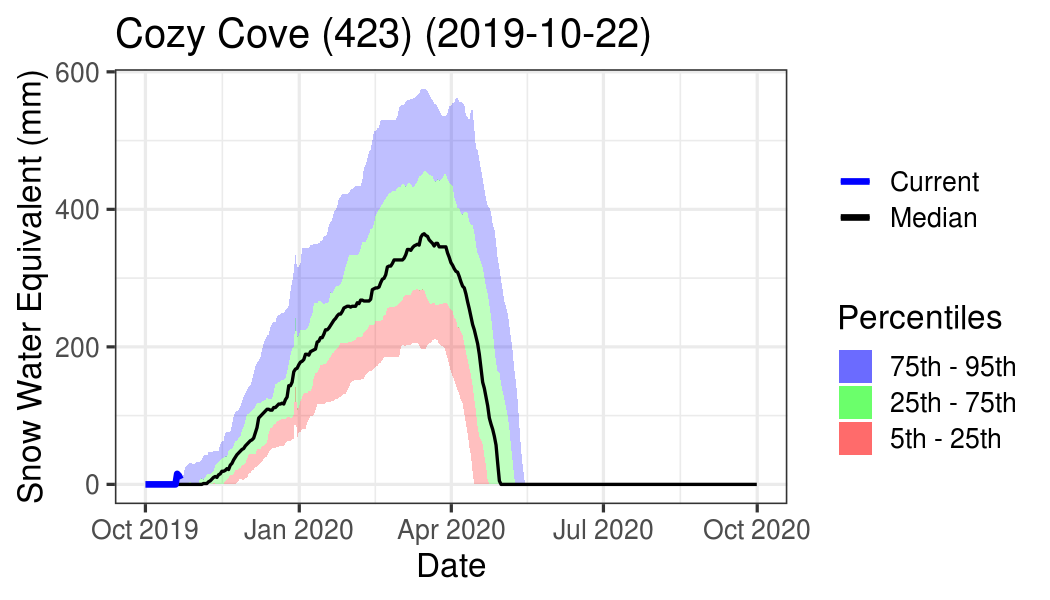 Cozy Cove (423) (2019-10-22)
Snow Water Equivalent (mm)
600
400
200
0
Oct 2019 Jan 2020 Apr 2020 Jul 2020 Oct 2020
Date
Current
Median
Percentiles
75th - 95th
25th - 75th
5th - 25th